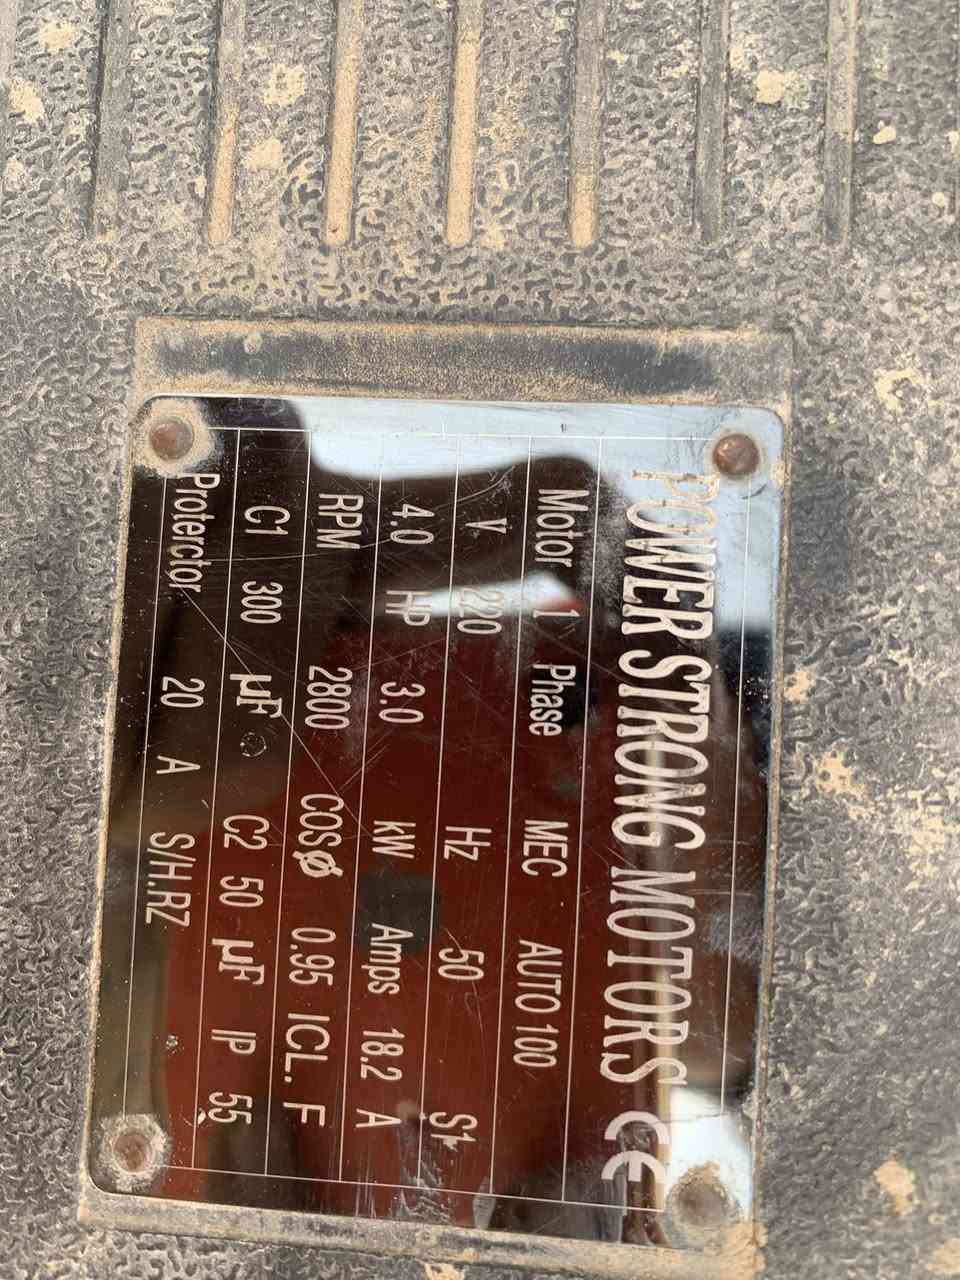 POWER STRONG MOTORS CE
Motor 1 Phase MEC AUTO 100
V 220 Hz 50 S1
4.0 HP 3.0 kW Amps 18.2 A
RPM 2800 COSϕ 0.95 ICL. F
C1 300 μF C2 50 μF IP 55
Proterctor 20 A S/H.RZ